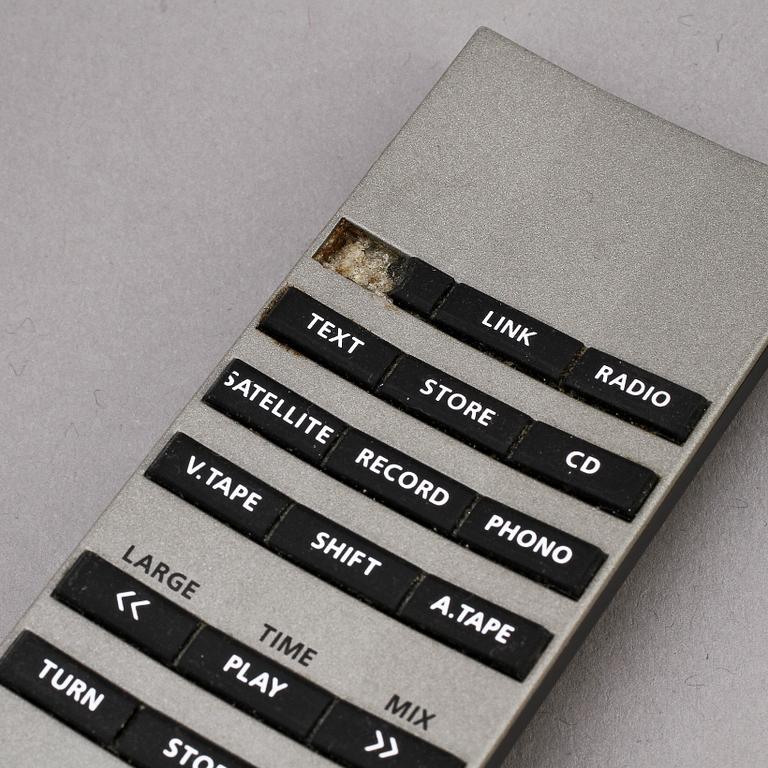 LINK
RADIO
TEXT
STORE
CD
SATELLITE
RECORD
PHONO
V.TAPE
SHIFT
A.TAPE
LARGE
TIME
MIX
<<
PLAY
>>
TURN